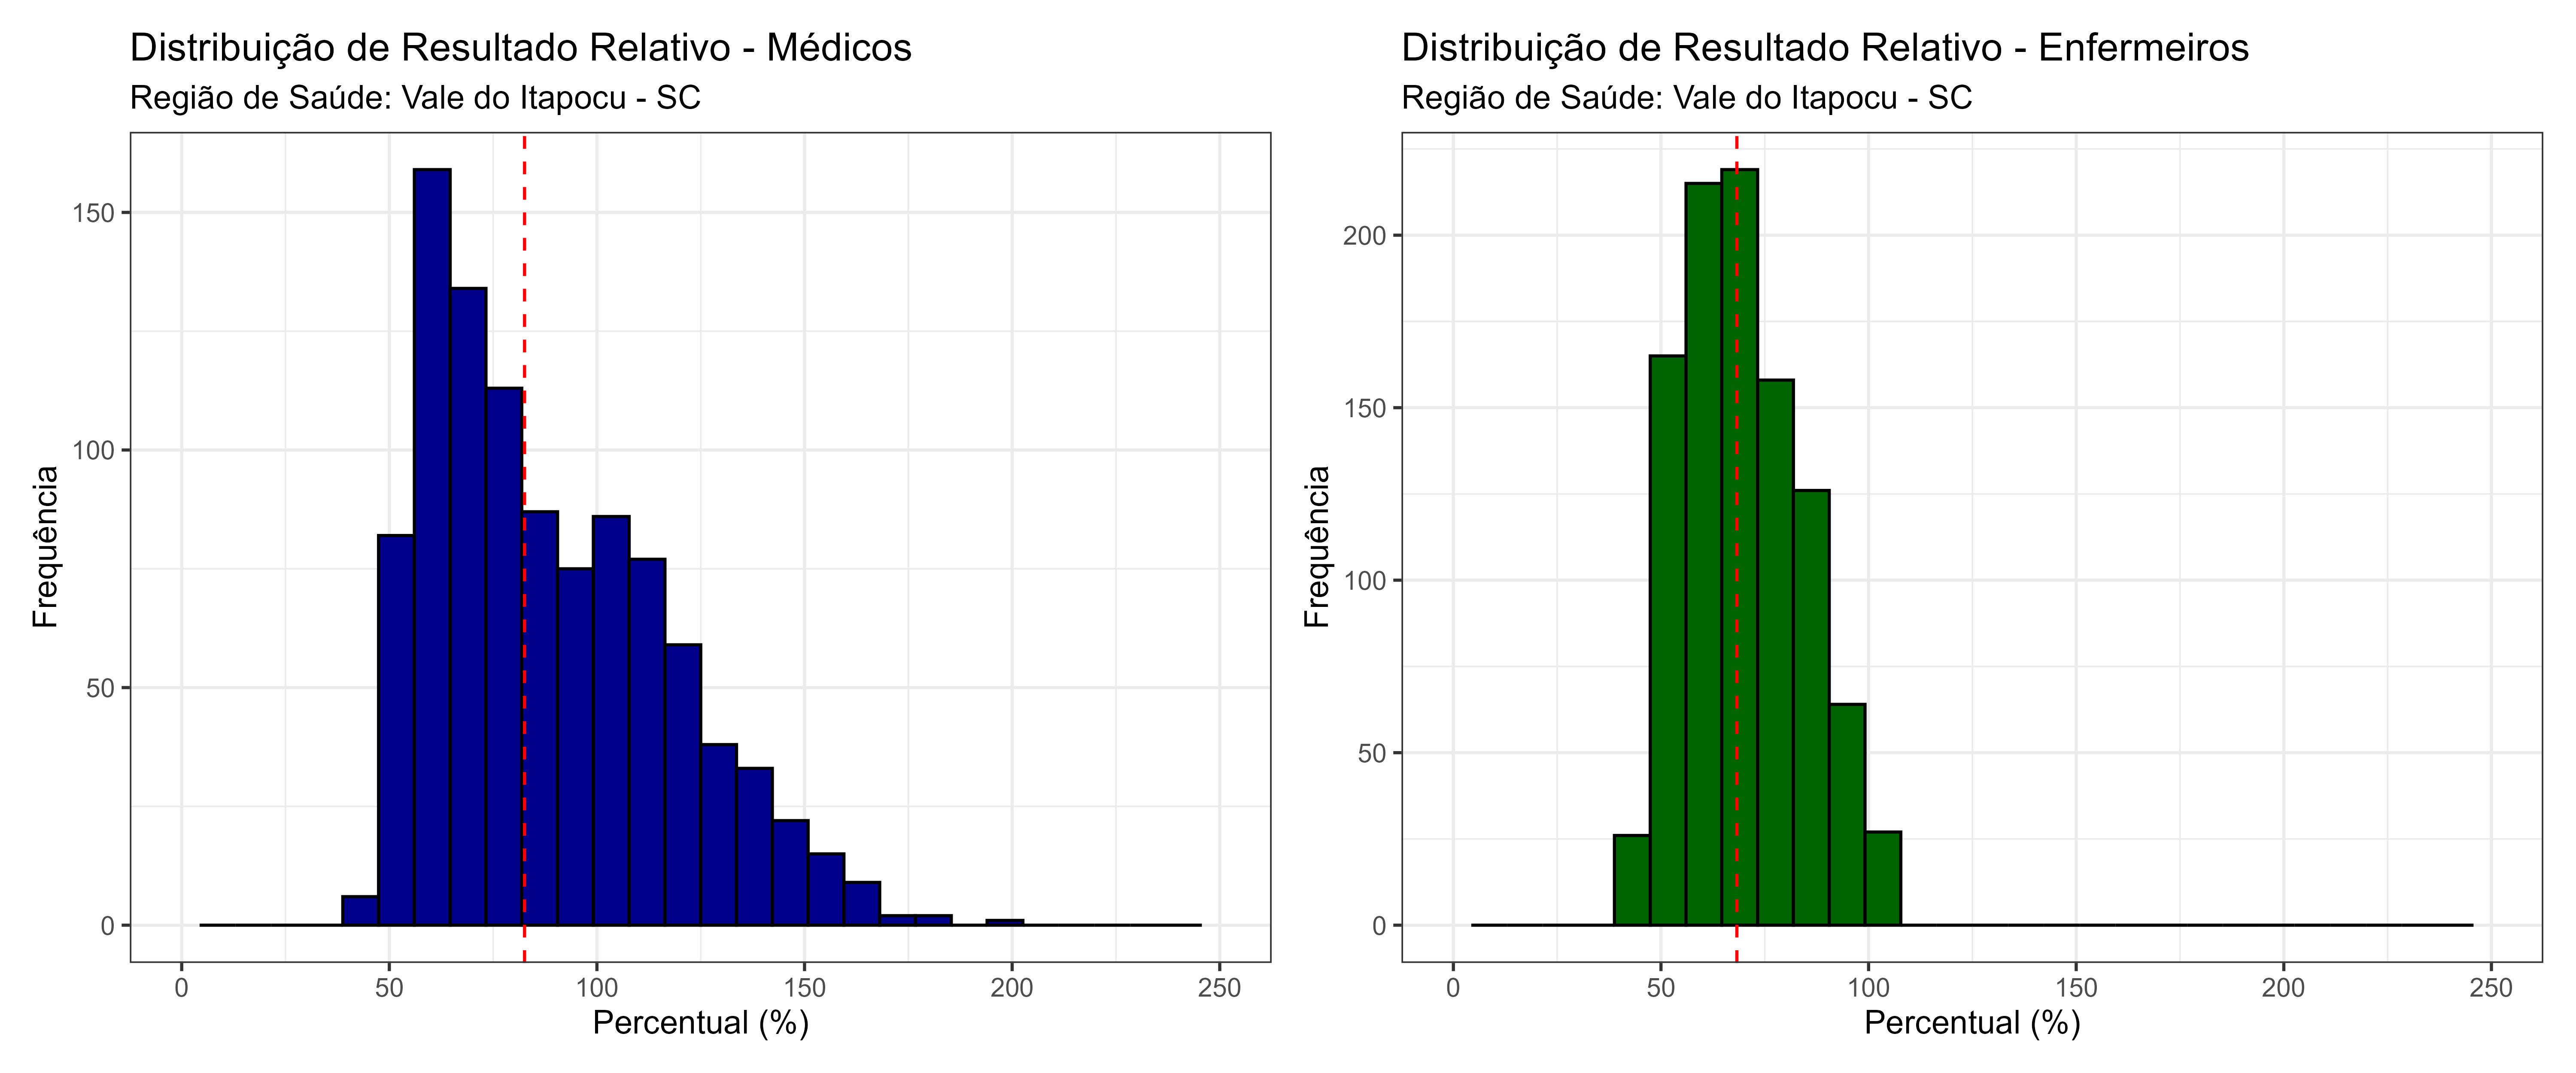 Distribuição de Resultado Relativo - Médicos
Região de Saúde: Vale do Itapocu - SC
Frequência
150
100
50
0
0 50 100 150 200 250
Percentual (%)
Distribuição de Resultado Relativo - Enfermeiros
Região de Saúde: Vale do Itapocu - SC
Frequência
200
150
100
50
0
0 50 100 150 200 250
Percentual (%)